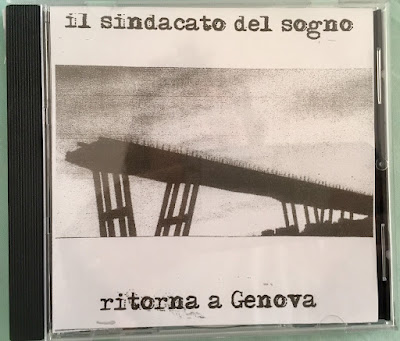 il sindacato del sogno
ritorna a Genova